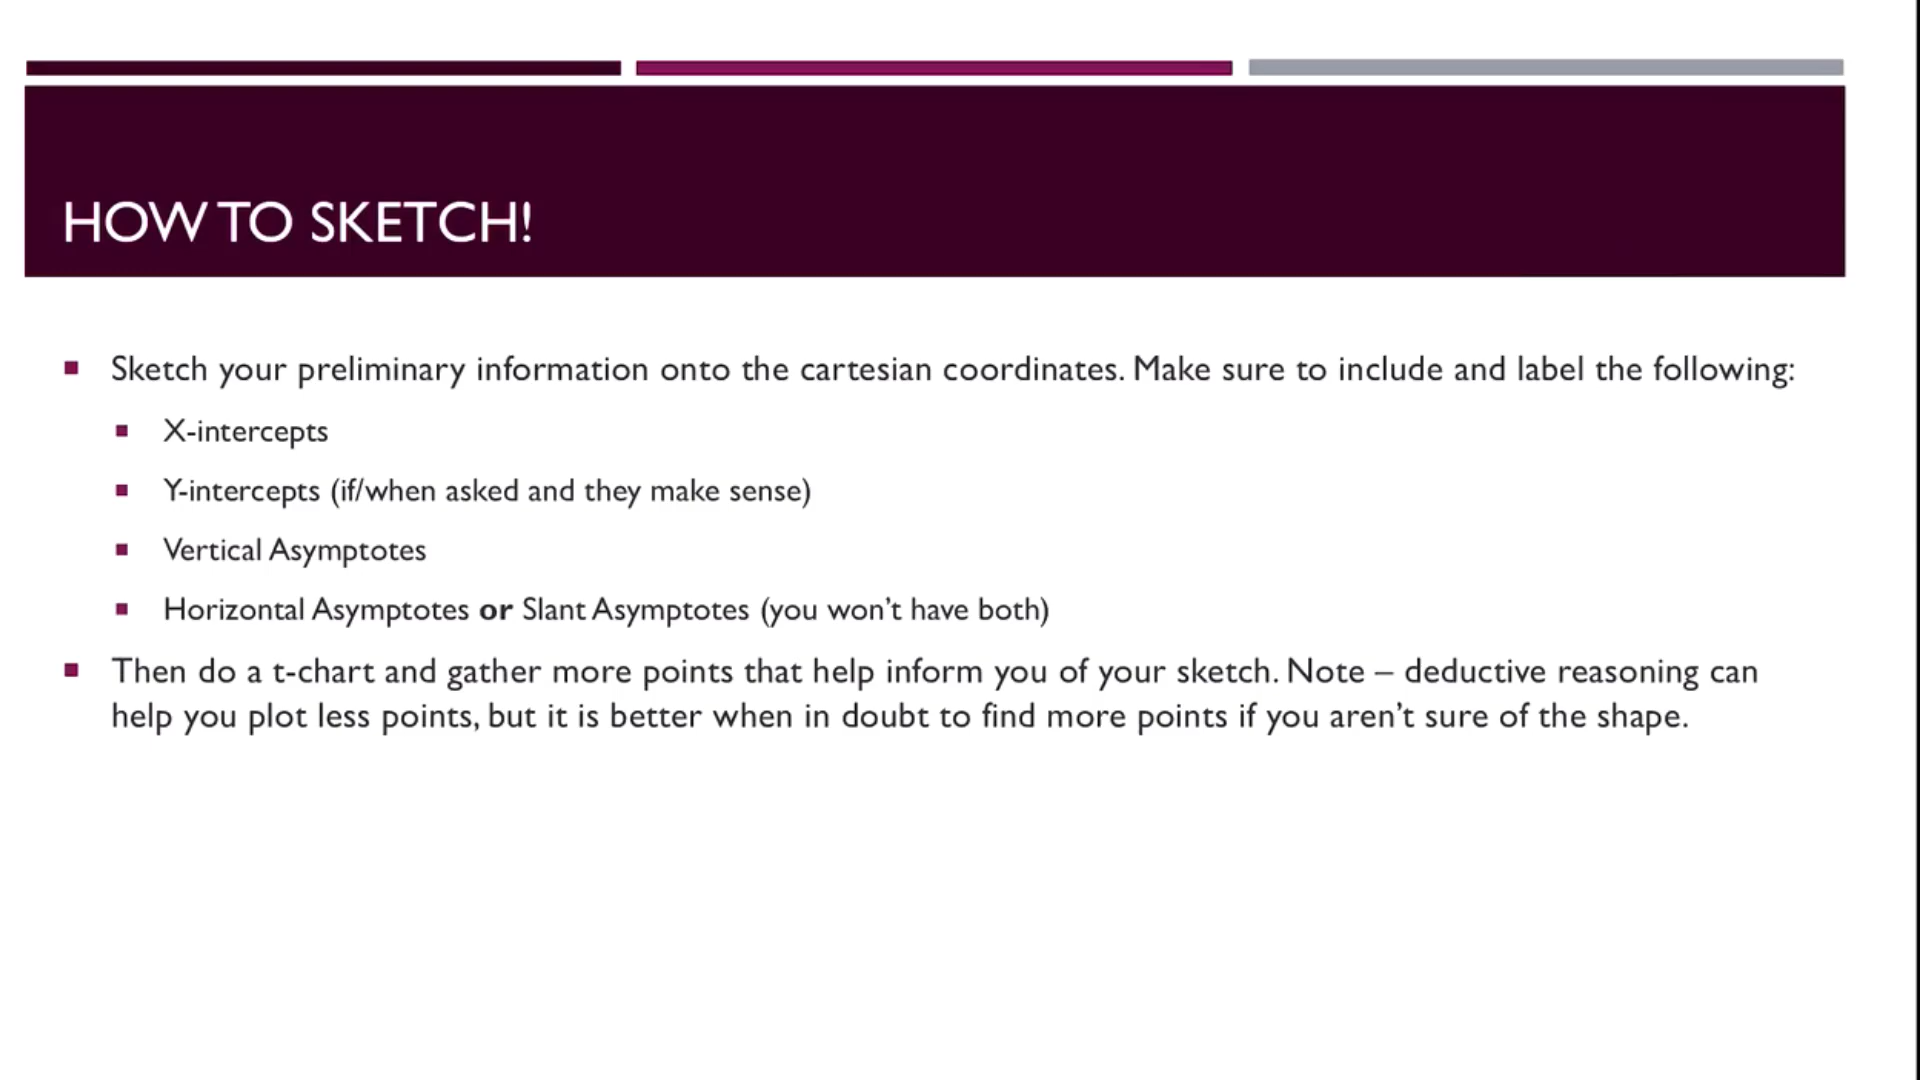 HOW TO SKETCH!
Sketch your preliminary information onto the cartesian coordinates. Make sure to include and label the following:
X-intercepts
Y-intercepts (if/when asked and they make sense)
Vertical Asymptotes
Horizontal Asymptotes or Slant Asymptotes (you won’t have both)
Then do a t-chart and gather more points that help inform you of your sketch. Note – deductive reasoning can
help you plot less points, but it is better when in doubt to find more points if you aren’t sure of the shape.